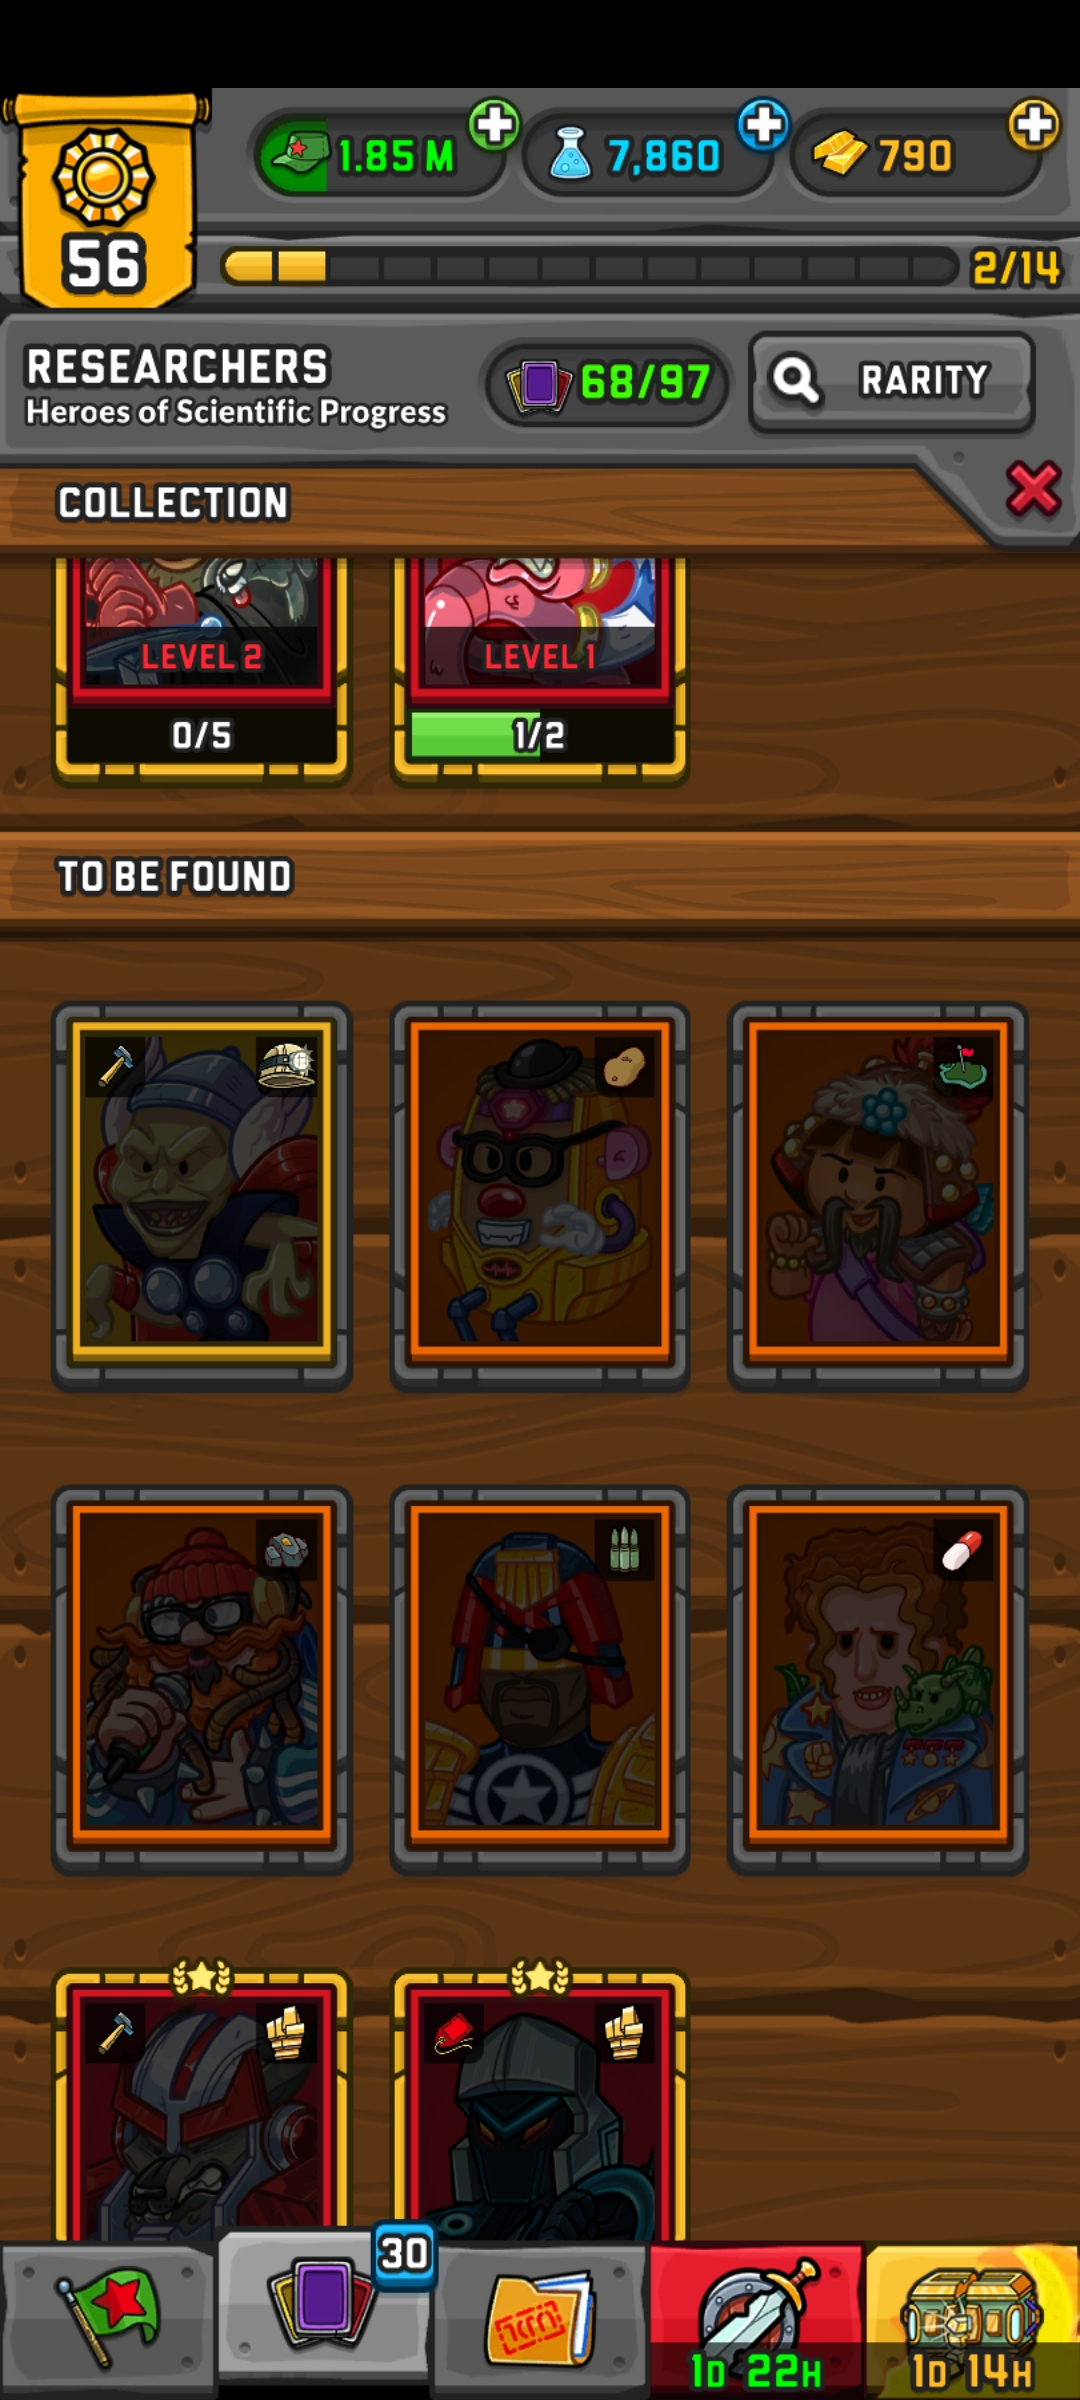 1.85 M
7,860
790
56
2/14
RESEARCHERS
Heroes of Scientific Progress
68/97
RARITY
COLLECTION
LEVEL 2
LEVEL 1
0/5
1/2
TO BE FOUND
30
1D 22H
1D 14H